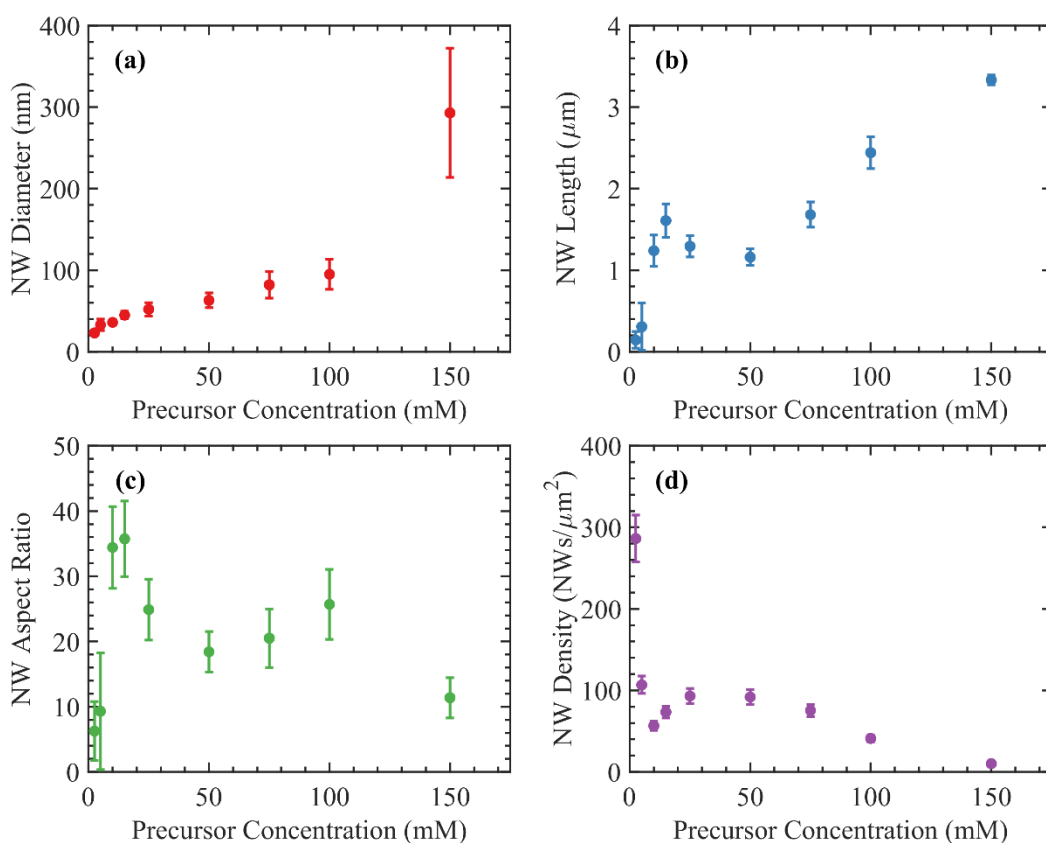 (a)
NW Diameter (nm)
400
300
200
100
0
0 50 100 150
Precursor Concentration (mM)
(b)
NW Length (μm)
4
3
2
1
0
0 50 100 150
Precursor Concentration (mM)
(c)
NW Aspect Ratio
50
40
30
20
10
0
0 50 100 150
Precursor Concentration (mM)
(d)
NW Density (NWs/μm²)
400
300
200
100
0
0 50 100 150
Precursor Concentration (mM)